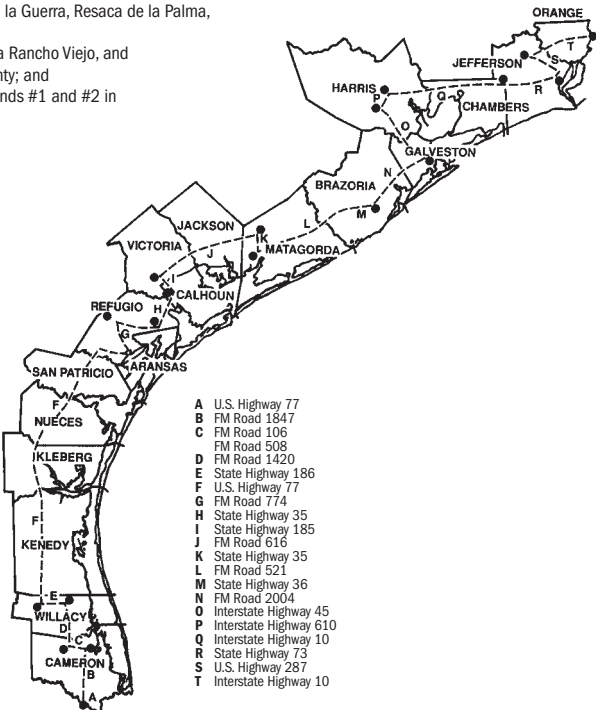 la Guerra, Resaca de la Palma,
a Rancho Viejo, and
nty; and
nds #1 and #2 in
ORANGE
T
JEFFERSON
S
HARRIS
P
Q
R
CHAMBERS
O
GALVESTON
N
BRAZORIA
M
L
JACKSON
K
VICTORIA
J
MATAGORDA
I
CALHOUN
REFUGIO
H
G
ARANSAS
SAN PATRICIO
F
NUECES
KLEBERG
F
KENEDY
E
WILLACY
D
C
CAMERON
B
A
A U.S. Highway 77
B FM Road 1847
C FM Road 106
FM Road 508
D FM Road 1420
E State Highway 186
F U.S. Highway 77
G FM Road 774
H State Highway 35
I State Highway 185
J FM Road 616
K State Highway 35
L FM Road 521
M State Highway 36
N FM Road 2004
O Interstate Highway 45
P Interstate Highway 610
Q Interstate Highway 10
R State Highway 73
S U.S. Highway 287
T Interstate Highway 10